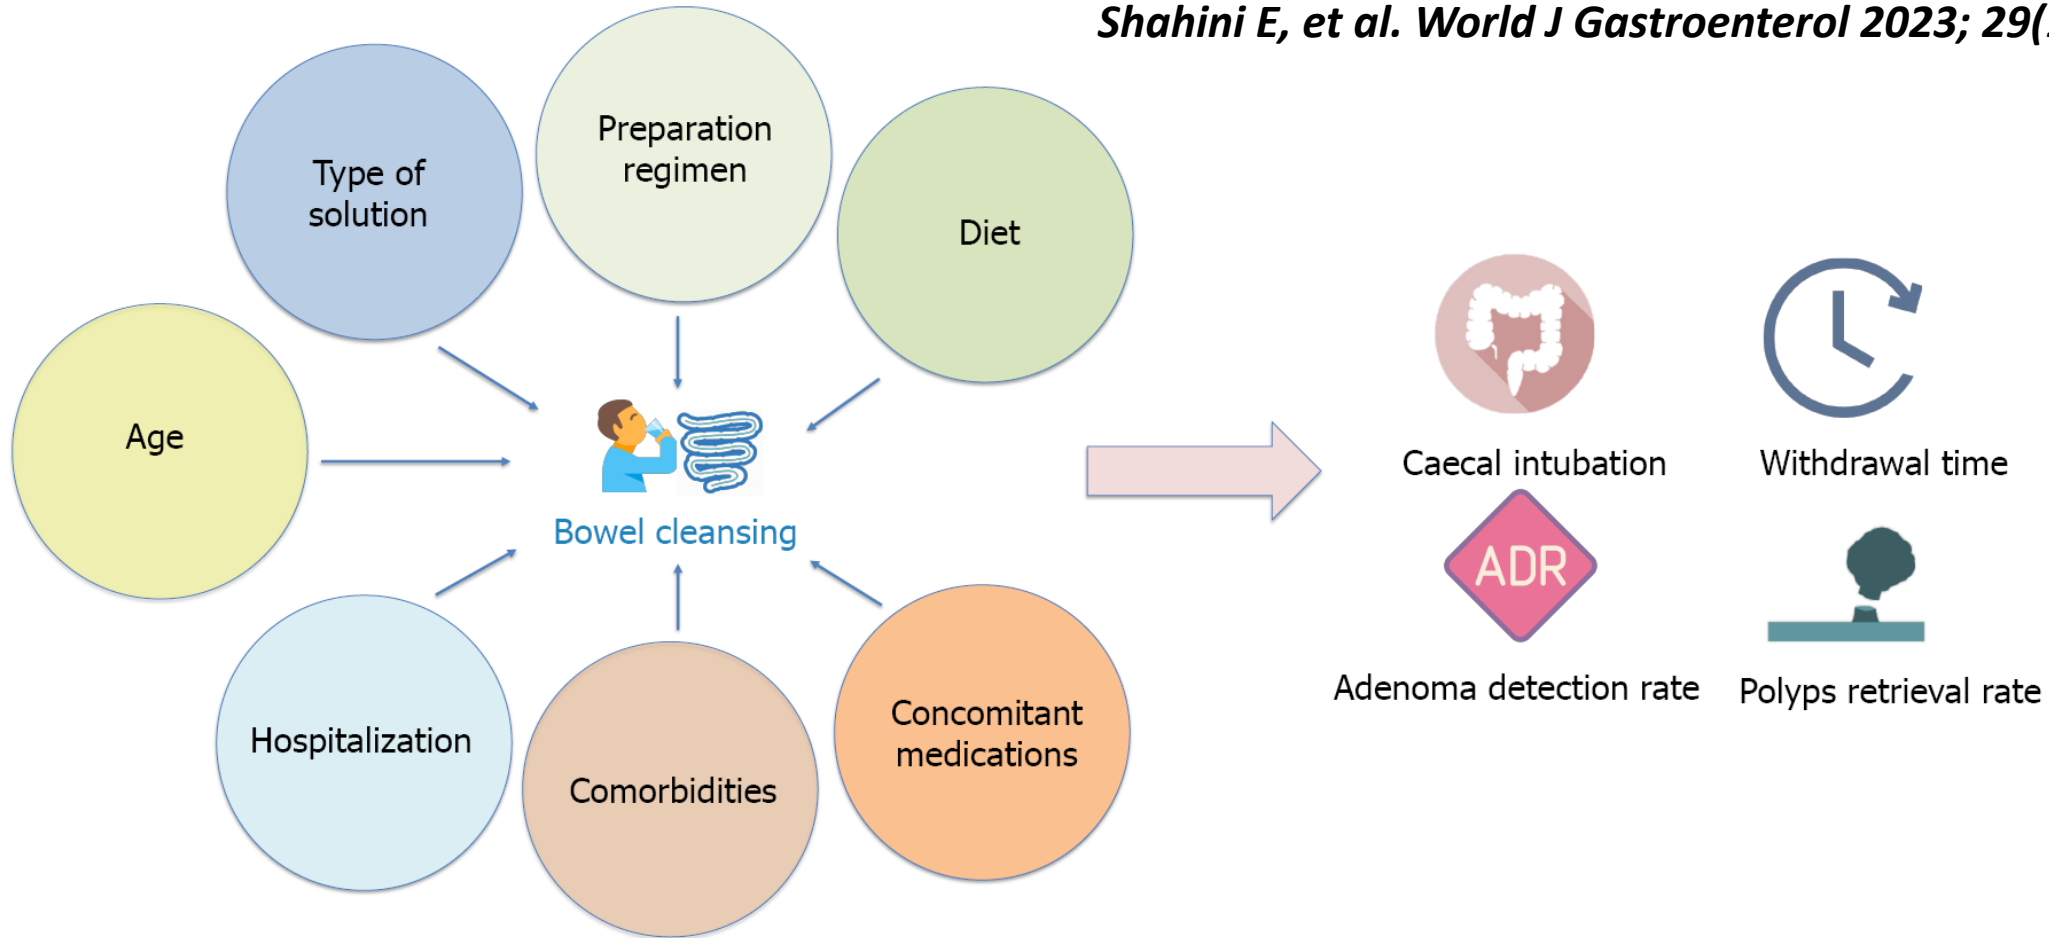 Shahini E, et al. World J Gastroenterol 2023; 29(
Type of
solution
Preparation
regimen
Diet
Age
Bowel cleansing
Hospitalization
Comorbidities
Concomitant
medications
Caecal intubation
Withdrawal time
ADR
Adenoma detection rate
Polyps retrieval rate